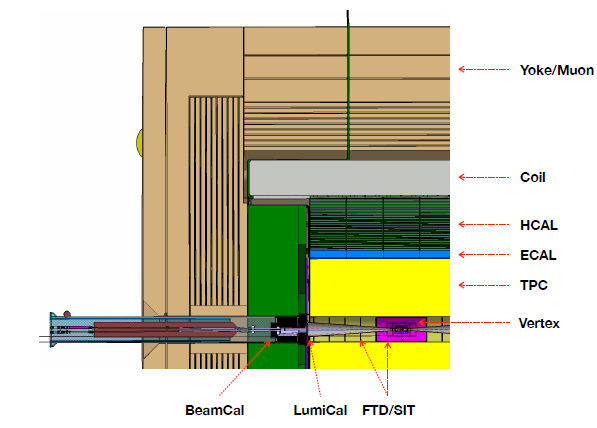 Yoke/Muon
Coil
HCAL
ECAL
TPC
Vertex
BeamCal LumiCal FTD/SIT